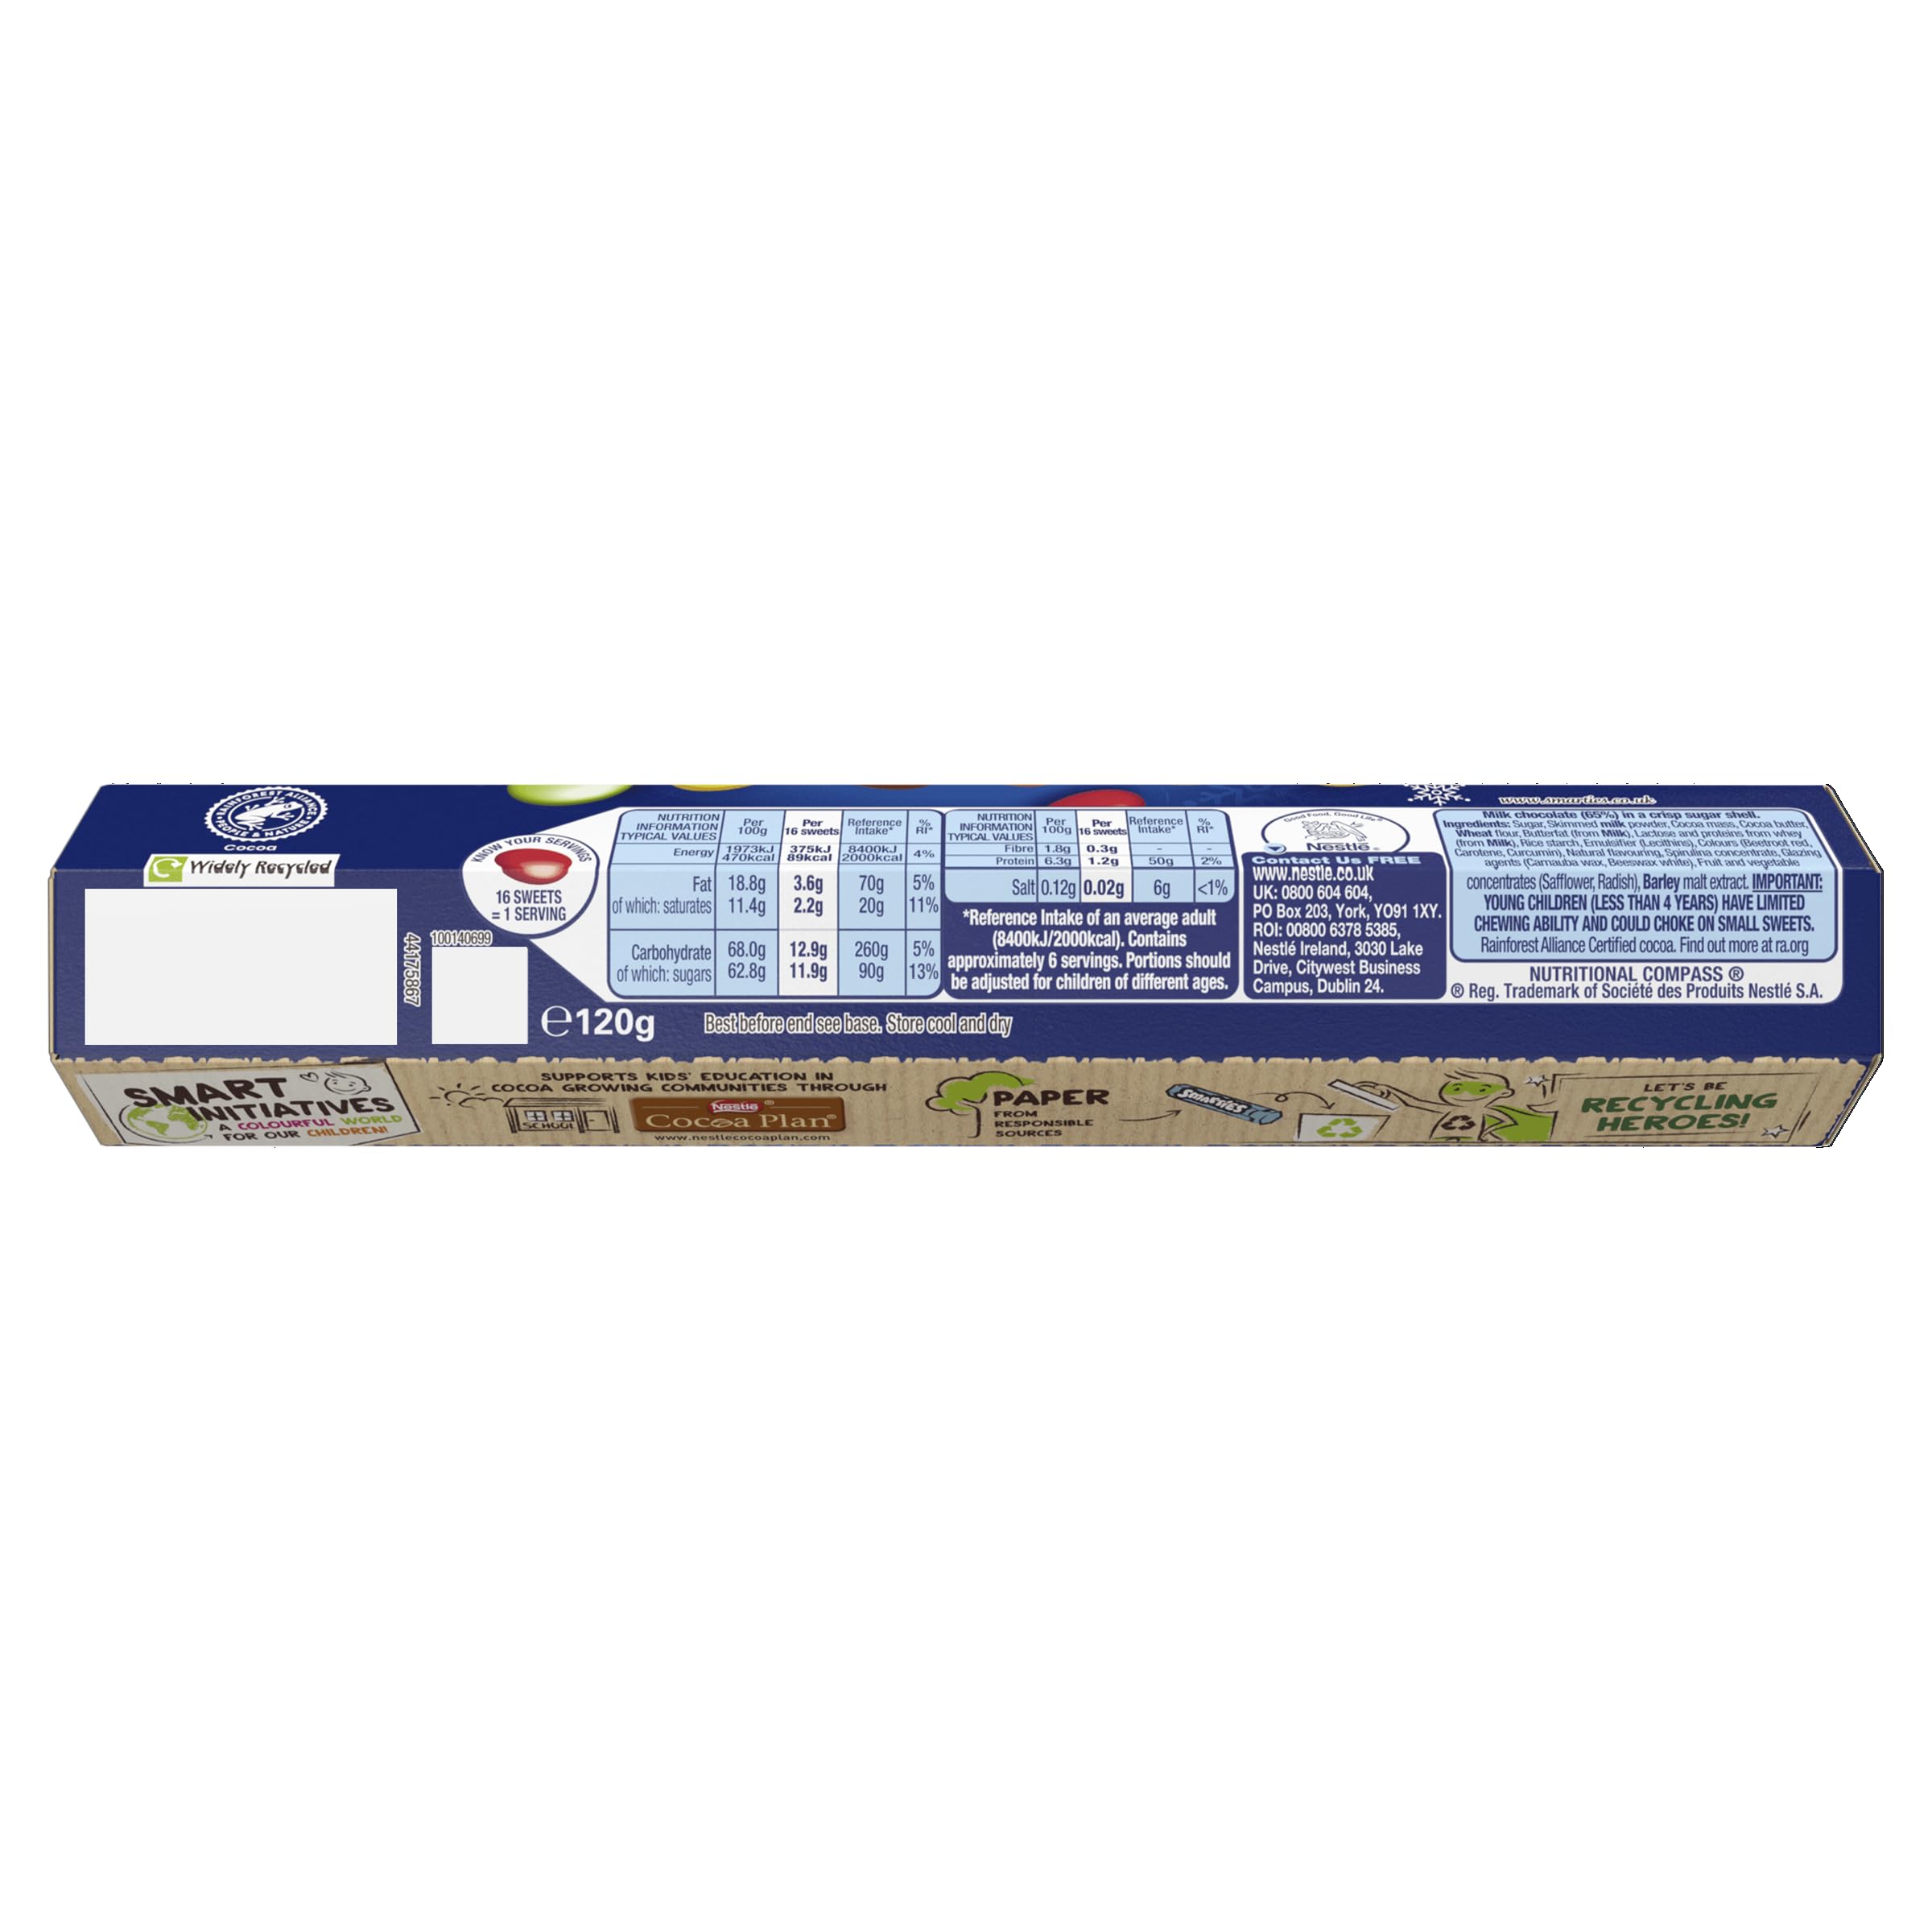 RAINFOREST ALLIANCE
PEOPLE & NATURE
Cocoa
Widely Recycled
44175867
100140699
KNOW YOUR SERVINGS
16 SWEETS
= 1 SERVING
e120g
Best before end see base. Store cool and dry
NUTRITION INFORMATION TYPICAL VALUES Per 100g Per 16 sweets Reference Intake* % RI*
Energy 1973kJ 375kJ 8400kJ 4%
470kcal 89kcal 2000kcal
Fat 18.8g 3.6g 70g 5%
of which: saturates 11.4g 2.2g 20g 11%
Carbohydrate 68.0g 12.9g 260g 5%
of which: sugars 62.8g 11.9g 90g 13%
NUTRITION INFORMATION TYPICAL VALUES Per 100g Per 16 sweets Reference Intake* % RI*
Fibre 1.8g 0.3g - -
Protein 6.3g 1.2g 50g 2%
Salt 0.12g 0.02g 6g <1%
*Reference Intake of an average adult
(8400kJ/2000kcal). Contains
approximately 6 servings. Portions should
be adjusted for children of different ages.
Good Food, Good Life
Nestlé
Contact Us FREE
www.nestle.co.uk
UK: 0800 604 604,
PO Box 203, York, YO91 1XY.
ROI: 00800 6378 5385,
Nestlé Ireland, 3030 Lake
Drive, Citywest Business
Campus, Dublin 24.
www.smarties.co.uk
Milk chocolate (65%) in a crisp sugar shell.
Ingredients: Sugar, Skimmed milk powder, Cocoa mass, Cocoa butter,
Wheat flour, Butterfat (from Milk), Lactose and proteins from whey
(from Milk), Rice starch, Emulsifier (Lecithins), Colours (Beetroot red,
Carotene, Curcumin), Natural flavouring, Spirulina concentrate, Glazing
agents (Carnauba wax, Beeswax white), Fruit and vegetable
concentrates (Safflower, Radish), Barley malt extract. IMPORTANT:
YOUNG CHILDREN (LESS THAN 4 YEARS) HAVE LIMITED
CHEWING ABILITY AND COULD CHOKE ON SMALL SWEETS.
Rainforest Alliance Certified cocoa. Find out more at ra.org
NUTRITIONAL COMPASS ®
® Reg. Trademark of Société des Produits Nestlé S.A.
SMART
INITIATIVES
A COLOURFUL WORLD
FOR OUR CHILDREN!
SUPPORTS KIDS' EDUCATION IN
COCOA GROWING COMMUNITIES THROUGH
SCHOOL
Nestlé ®
Cocoa Plan®
www.nestlecocoaplan.com
PAPER
FROM
RESPONSIBLE
SOURCES
SMARTIES
LET'S BE
RECYCLING
HEROES!